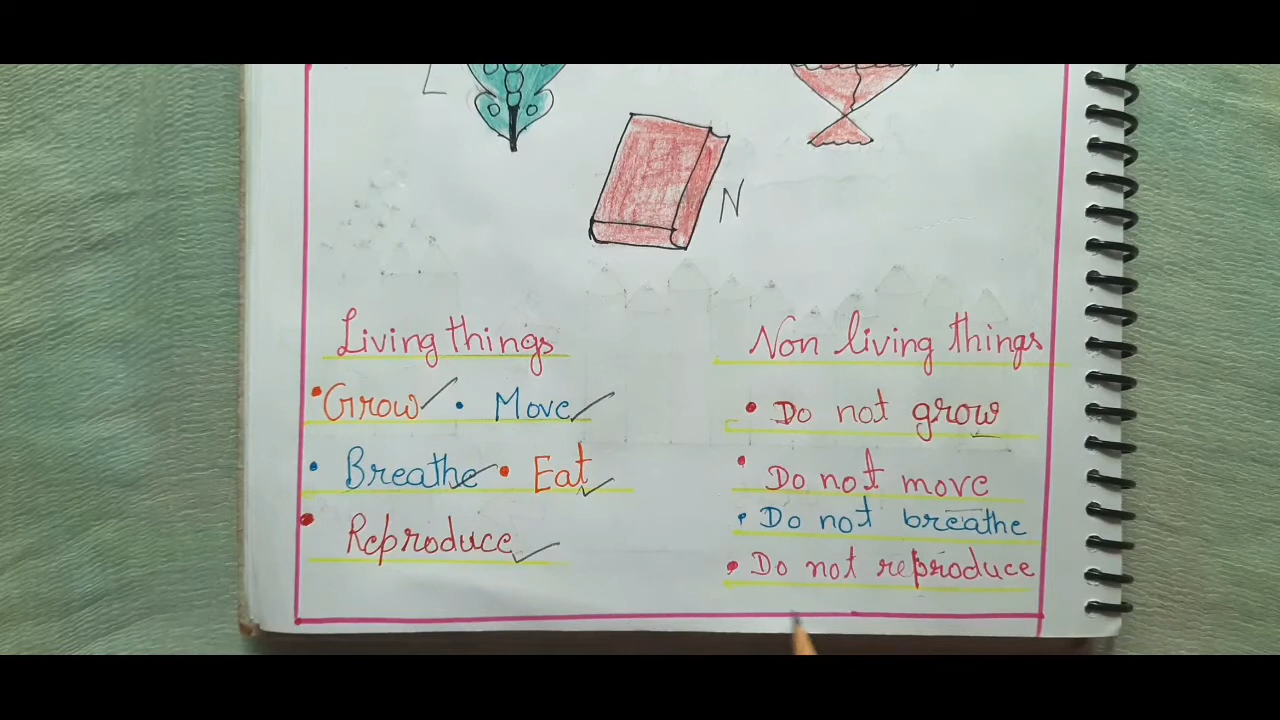 L
N
N
Living things
Non living things
• Grow ✓ • Move ✓
• Do not grow
• Breathe ✓ • Eat ✓
• Do not move
• Do not breathe
• Reproduce ✓
• Do not reproduce